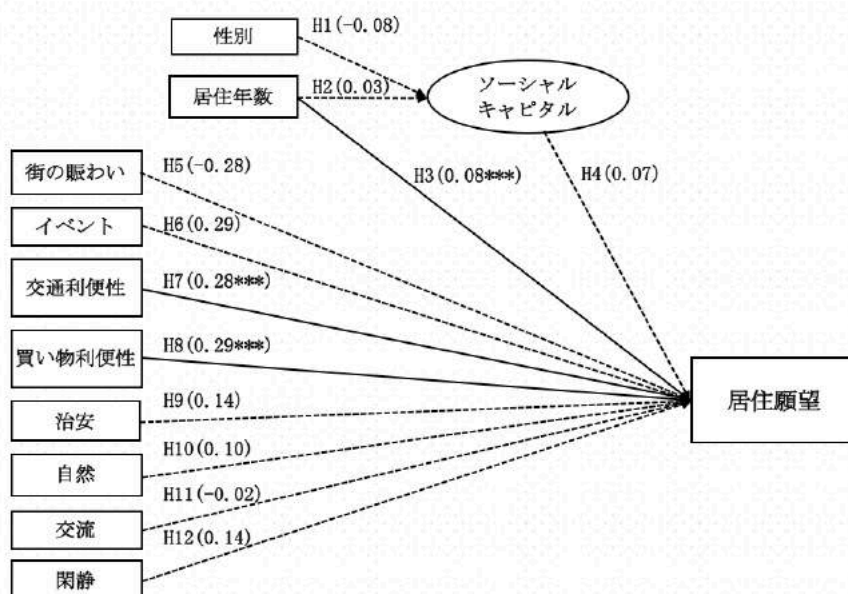 性別
H1(-0.08)
居住年数
H2(0.03)
ソーシャル
キャピタル
街の賑わい
H5(-0.28)
H3(0.08***)
H4(0.07)
イベント
H6(0.29)
交通利便性
H7(0.28***)
買い物利便性
H8(0.29***)
居住願望
治安
H9(0.14)
自然
H10(0.10)
H11(-0.02)
交流
H12(0.14)
閑静